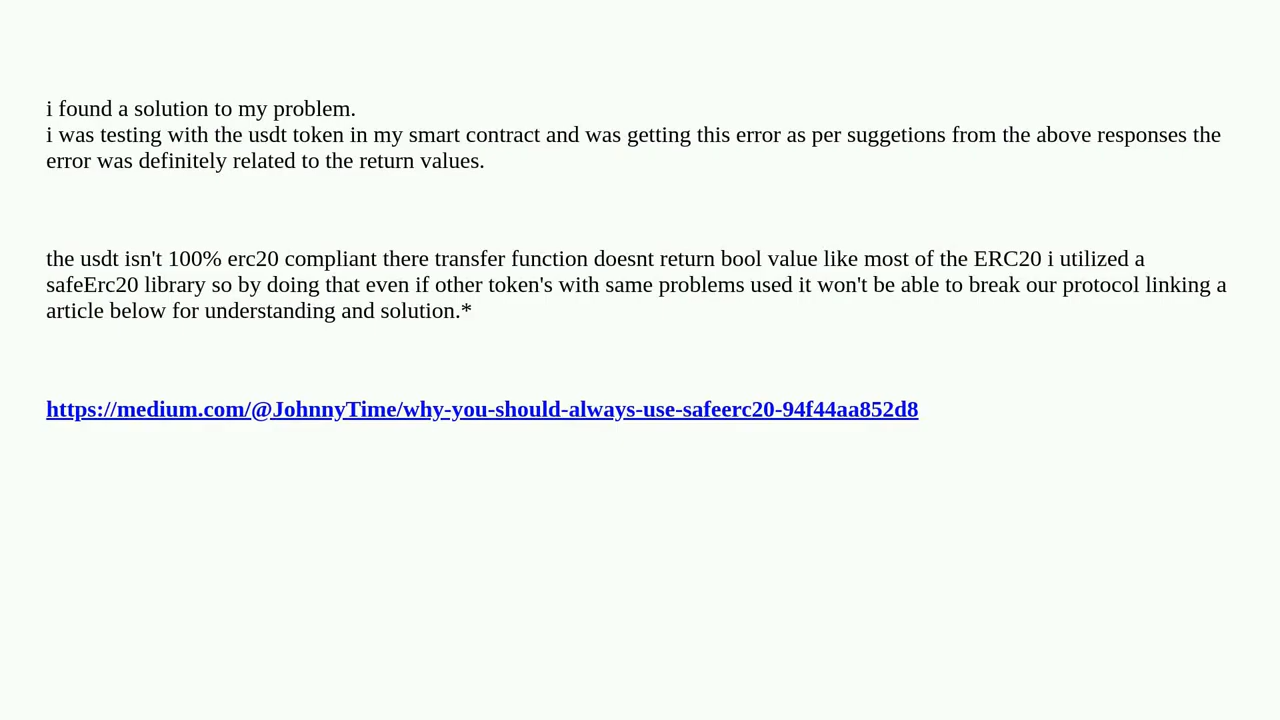 i found a solution to my problem.
i was testing with the usdt token in my smart contract and was getting this error as per suggetions from the above responses the
error was definitely related to the return values.
the usdt isn't 100% erc20 compliant there transfer function doesnt return bool value like most of the ERC20 i utilized a
safeErc20 library so by doing that even if other token's with same problems used it won't be able to break our protocol linking a
article below for understanding and solution.*
https://medium.com/@JohnnyTime/why-you-should-always-use-safeerc20-94f44aa852d8